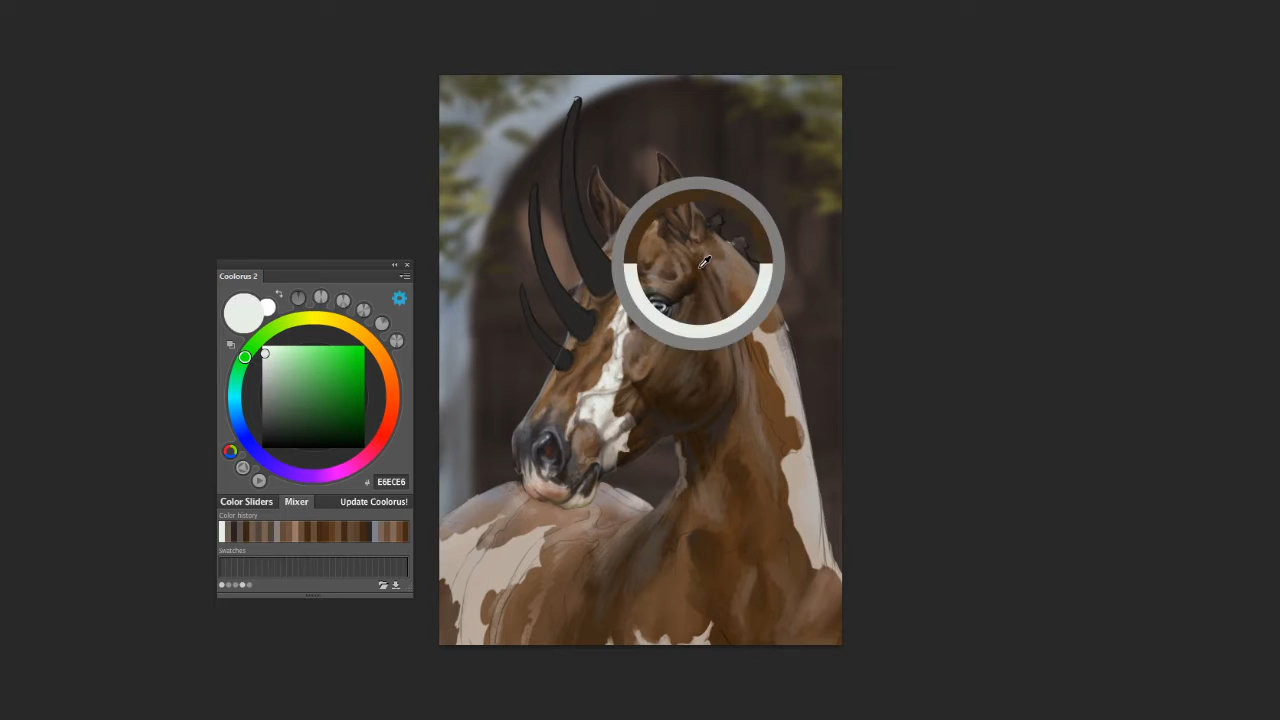 Coolorus 2
# E6ECE6
Color Sliders Mixer Update Coolorus!
Color history
Swatches